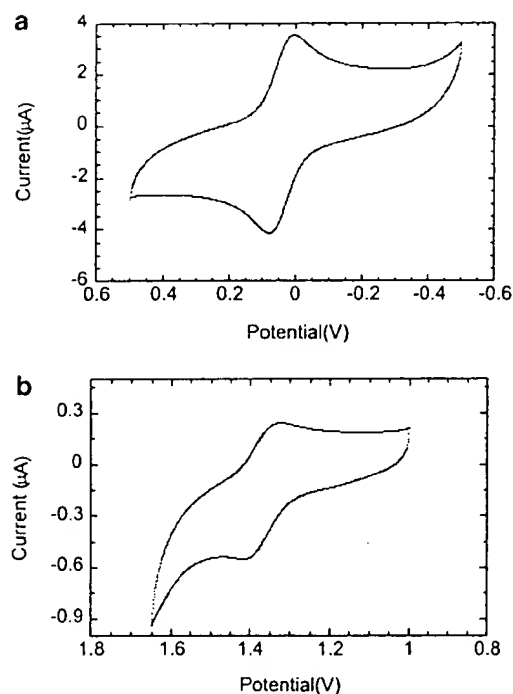 a
4
2
0
-2
-4
-6
Current(μA)
0.6 0.4 0.2 0 -0.2 -0.4 -0.6
Potential(V)
b
0.3
0
-0.3
-0.6
-0.9
Current (μA)
1.8 1.6 1.4 1.2 1 0.8
Potential(V)